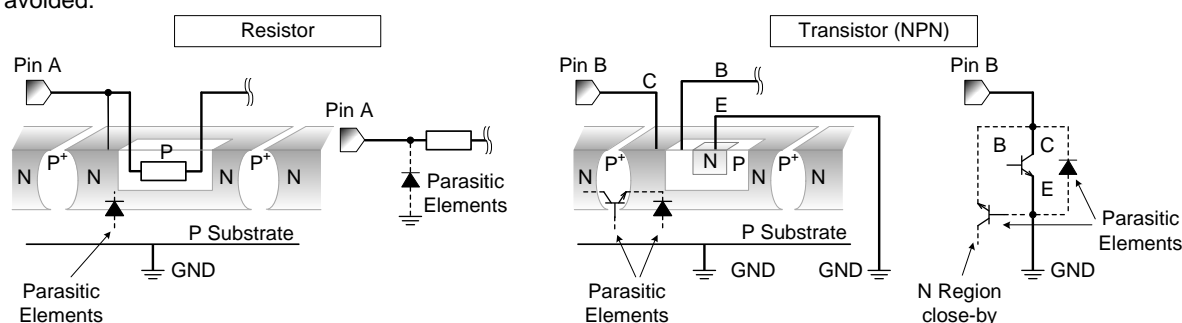 avoided.
Resistor
Transistor (NPN)
Pin A
Pin A
P
N P+ N N P+ N
Parasitic
Elements
P Substrate
GND
Parasitic
Elements
Pin B
C
B
E
N P+ N N P P+ N N
P Substrate
GND
GND
Parasitic
Elements
Pin B
B C
E
Parasitic
Elements
GND
N Region
close-by